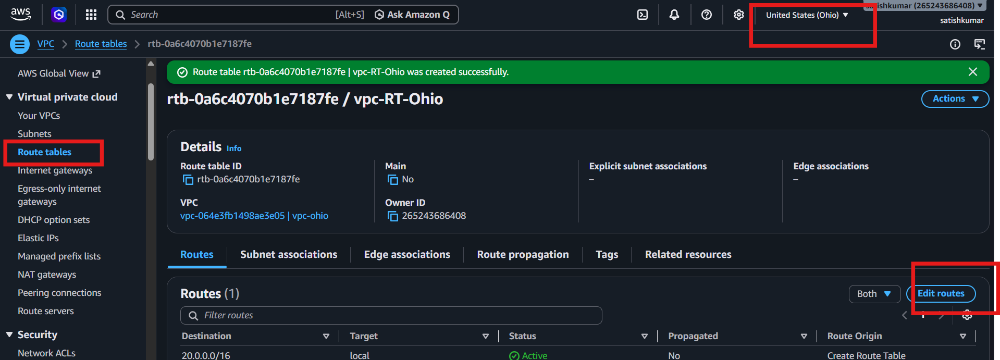 aws
Search [Alt+S] Ask Amazon Q
United States (Ohio)
ishkumar (265243686408)
satishkumar
VPC Route tables rtb-0a6c4070b1e7187fe
AWS Global View
Virtual private cloud
Your VPCs
Subnets
Route tables
Internet gateways
Egress-only internet
gateways
DHCP option sets
Elastic IPs
Managed prefix lists
NAT gateways
Peering connections
Route servers
Security
Network ACLs
Route table rtb-0a6c4070b1e7187fe | vpc-RT-Ohio was created successfully.
rtb-0a6c4070b1e7187fe / vpc-RT-Ohio
Actions
Details Info
Route table ID
rtb-0a6c4070b1e7187fe
Main
No
Explicit subnet associations
–
Edge associations
–
VPC
vpc-064e3fb1498ae3e05 | vpc-ohio
Owner ID
265243686408
Routes Subnet associations Edge associations Route propagation Tags Related resources
Routes (1)
Both Edit routes
Filter routes
1
Destination Target Status Propagated Route Origin
20.0.0.0/16 local Active No Create Route Table